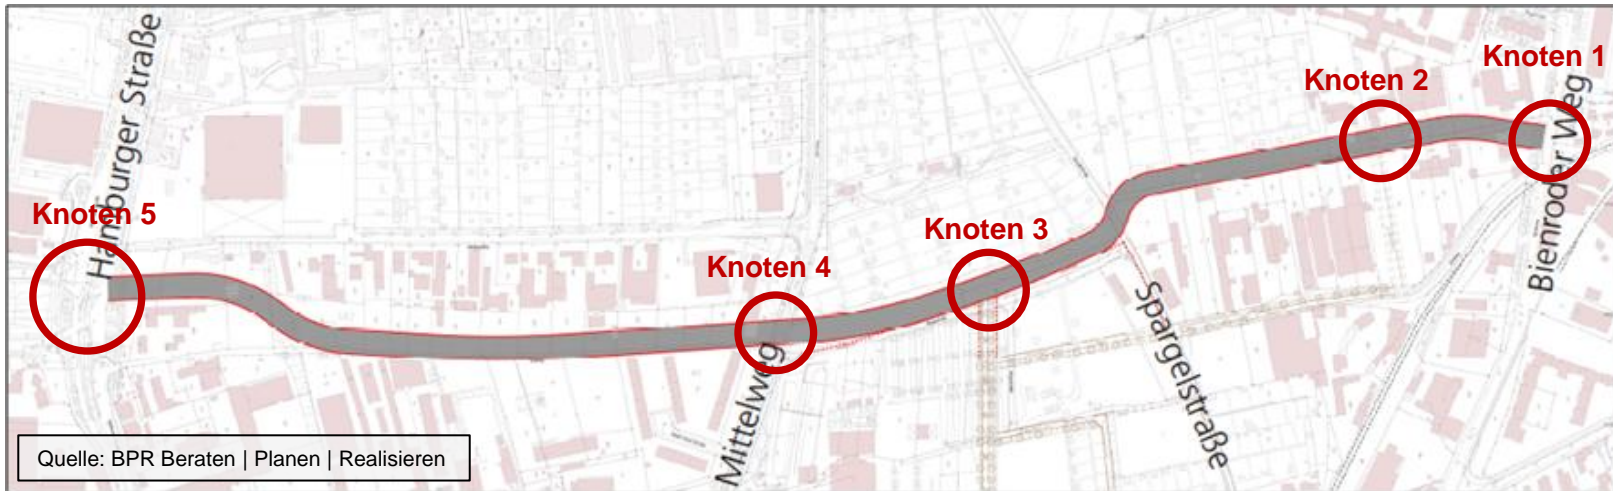 Knoten 1
Knoten 2
Hamburger Straße
Bienroder Weg
Knoten 5
Knoten 3
Knoten 4
Spargelstraße
Mittelweg
Quelle: BPR Beraten | Planen | Realisieren